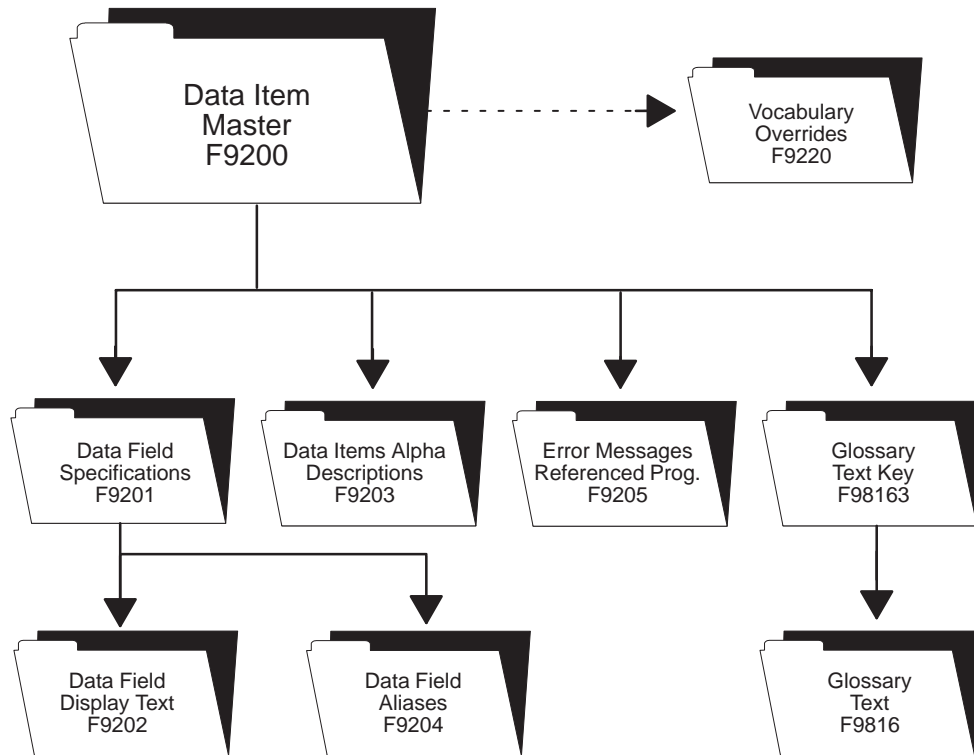 Data Item
Master
F9200
Vocabulary
Overrides
F9220
Data Field
Specifications
F9201
Data Items Alpha
Descriptions
F9203
Error Messages
Referenced Prog.
F9205
Glossary
Text Key
F98163
Data Field
Display Text
F9202
Data Field
Aliases
F9204
Glossary
Text
F9816